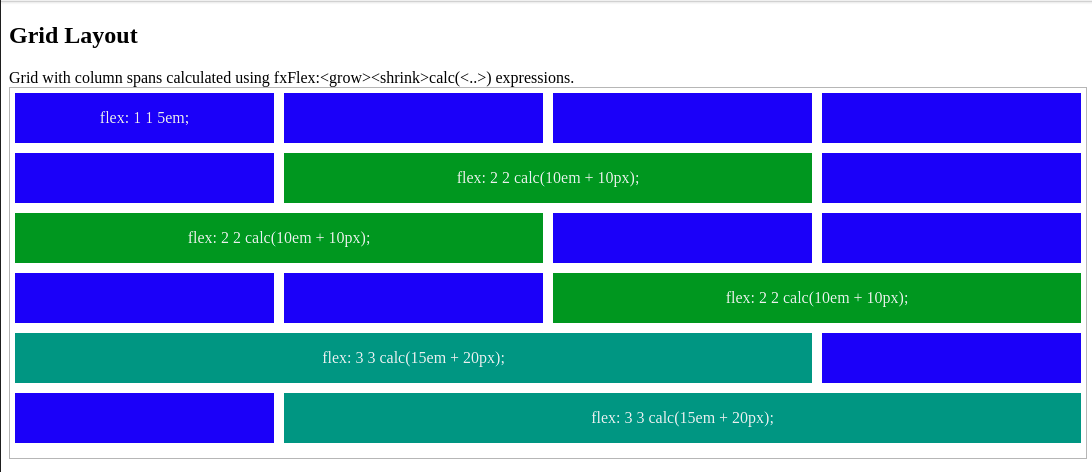 Grid Layout
Grid with column spans calculated using fxFlex:<grow><shrink>calc(<..>) expressions.
flex: 1 1 5em;
flex: 2 2 calc(10em + 10px);
flex: 2 2 calc(10em + 10px);
flex: 2 2 calc(10em + 10px);
flex: 3 3 calc(15em + 20px);
flex: 3 3 calc(15em + 20px);